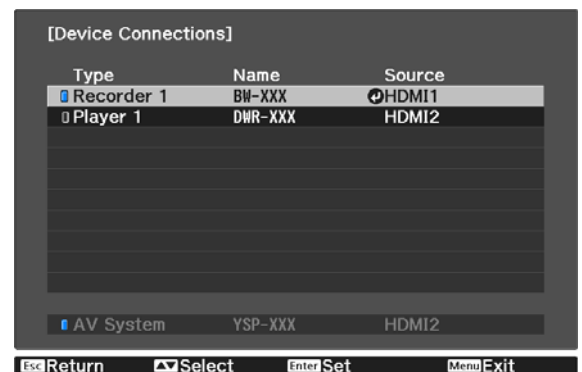 [Device Connections]
Type Name Source
Recorder 1 BW-XXX HDMI1
Player 1 DWR-XXX HDMI2
AV System YSP-XXX HDMI2
Esc Return Select Enter Set Menu Exit